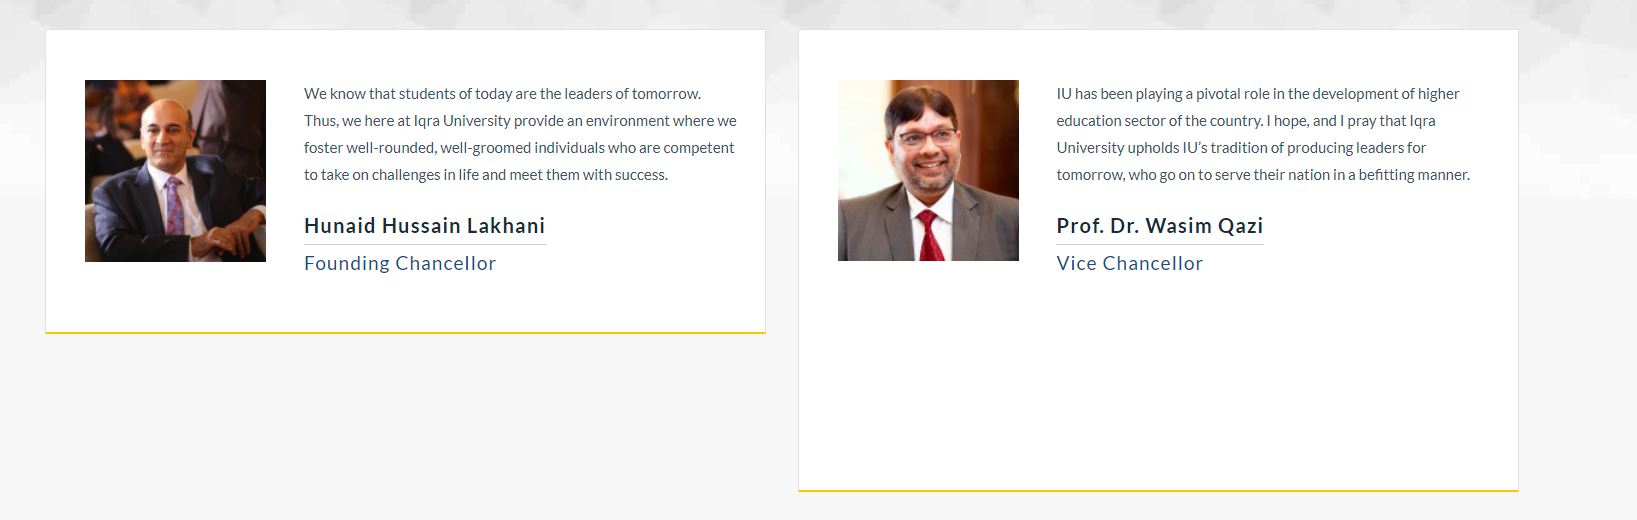 We know that students of today are the leaders of tomorrow.
Thus, we here at Iqra University provide an environment where we
foster well-rounded, well-groomed individuals who are competent
to take on challenges in life and meet them with success.
Hunaid Hussain Lakhani
Founding Chancellor
IU has been playing a pivotal role in the development of higher
education sector of the country. I hope, and I pray that Iqra
University upholds IU’s tradition of producing leaders for
tomorrow, who go on to serve their nation in a befitting manner.
Prof. Dr. Wasim Qazi
Vice Chancellor